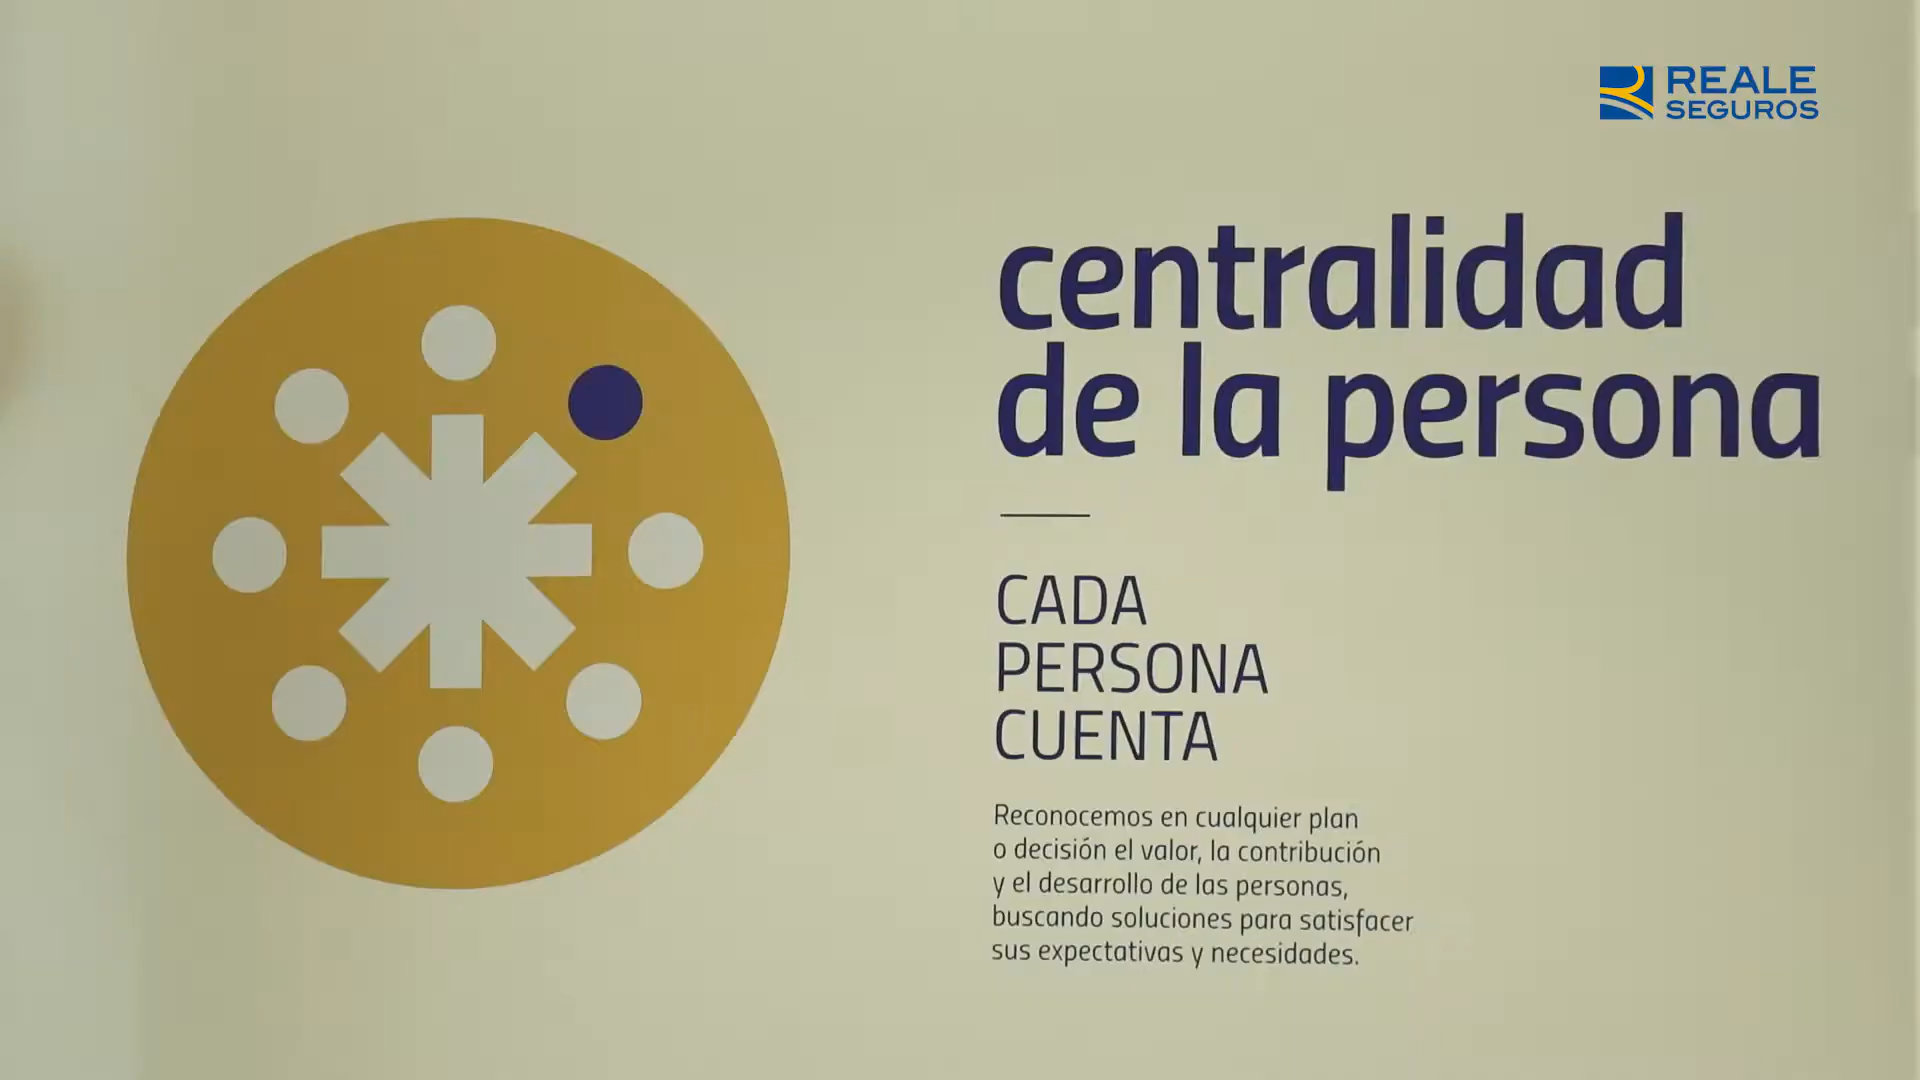 REALE
SEGUROS
centralidad
de la persona
CADA
PERSONA
CUENTA
Reconocemos en cualquier plan
o decisión el valor, la contribución
y el desarrollo de las personas,
buscando soluciones para satisfacer
sus expectativas y necesidades.